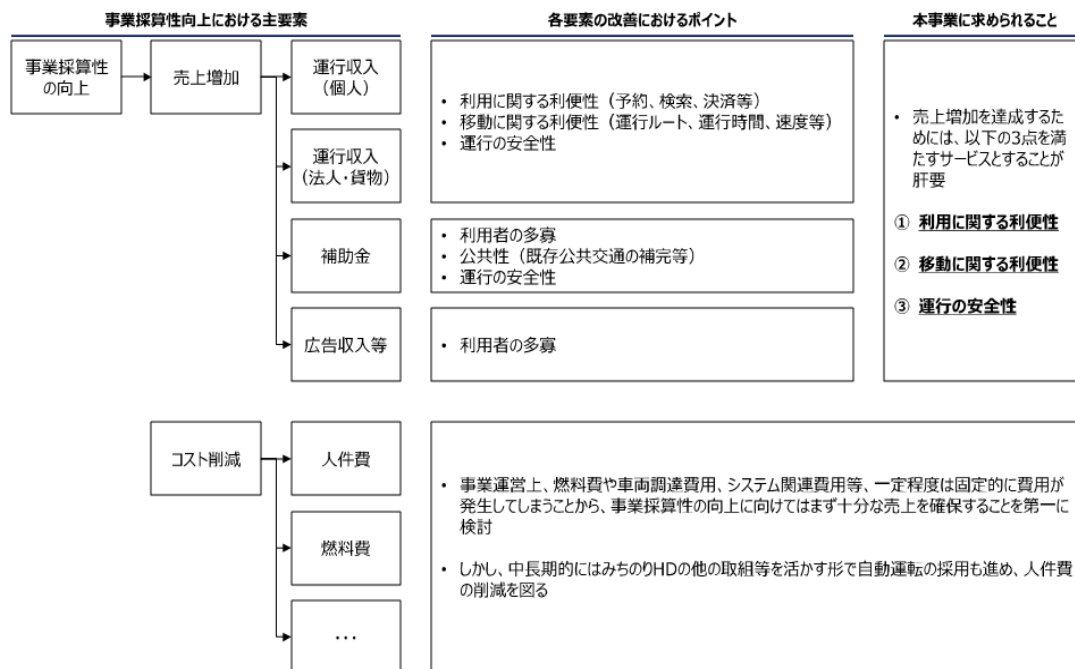 事業採算性向上における主要素
各要素の改善におけるポイント
本事業に求められること
事業採算性
の向上
売上増加
運行収入
（個人）
運行収入
（法人・貨物）
補助金
広告収入等
• 利用に関する利便性（予約、検索、決済等）
• 移動に関する利便性（運行ルート、運行時間、速度等）
• 運行の安全性
• 利用者の多寡
• 公共性（既存公共交通の補完等）
• 運行の安全性
• 利用者の多寡
• 売上増加を達成するた
めには、以下の3点を満
たすサービスとすることが
肝要
① 利用に関する利便性
② 移動に関する利便性
③ 運行の安全性
コスト削減
人件費
燃料費
・・・
• 事業運営上、燃料費や車両調達費用、システム関連費用等、一定程度は固定的に費用が
発生してしまうことから、事業採算性の向上に向けてはまず十分な売上を確保することを第一に
検討
• しかし、中長期的にはみちのりHDの他の取組等を活かす形で自動運転の採用も進め、人件費
の削減を図る